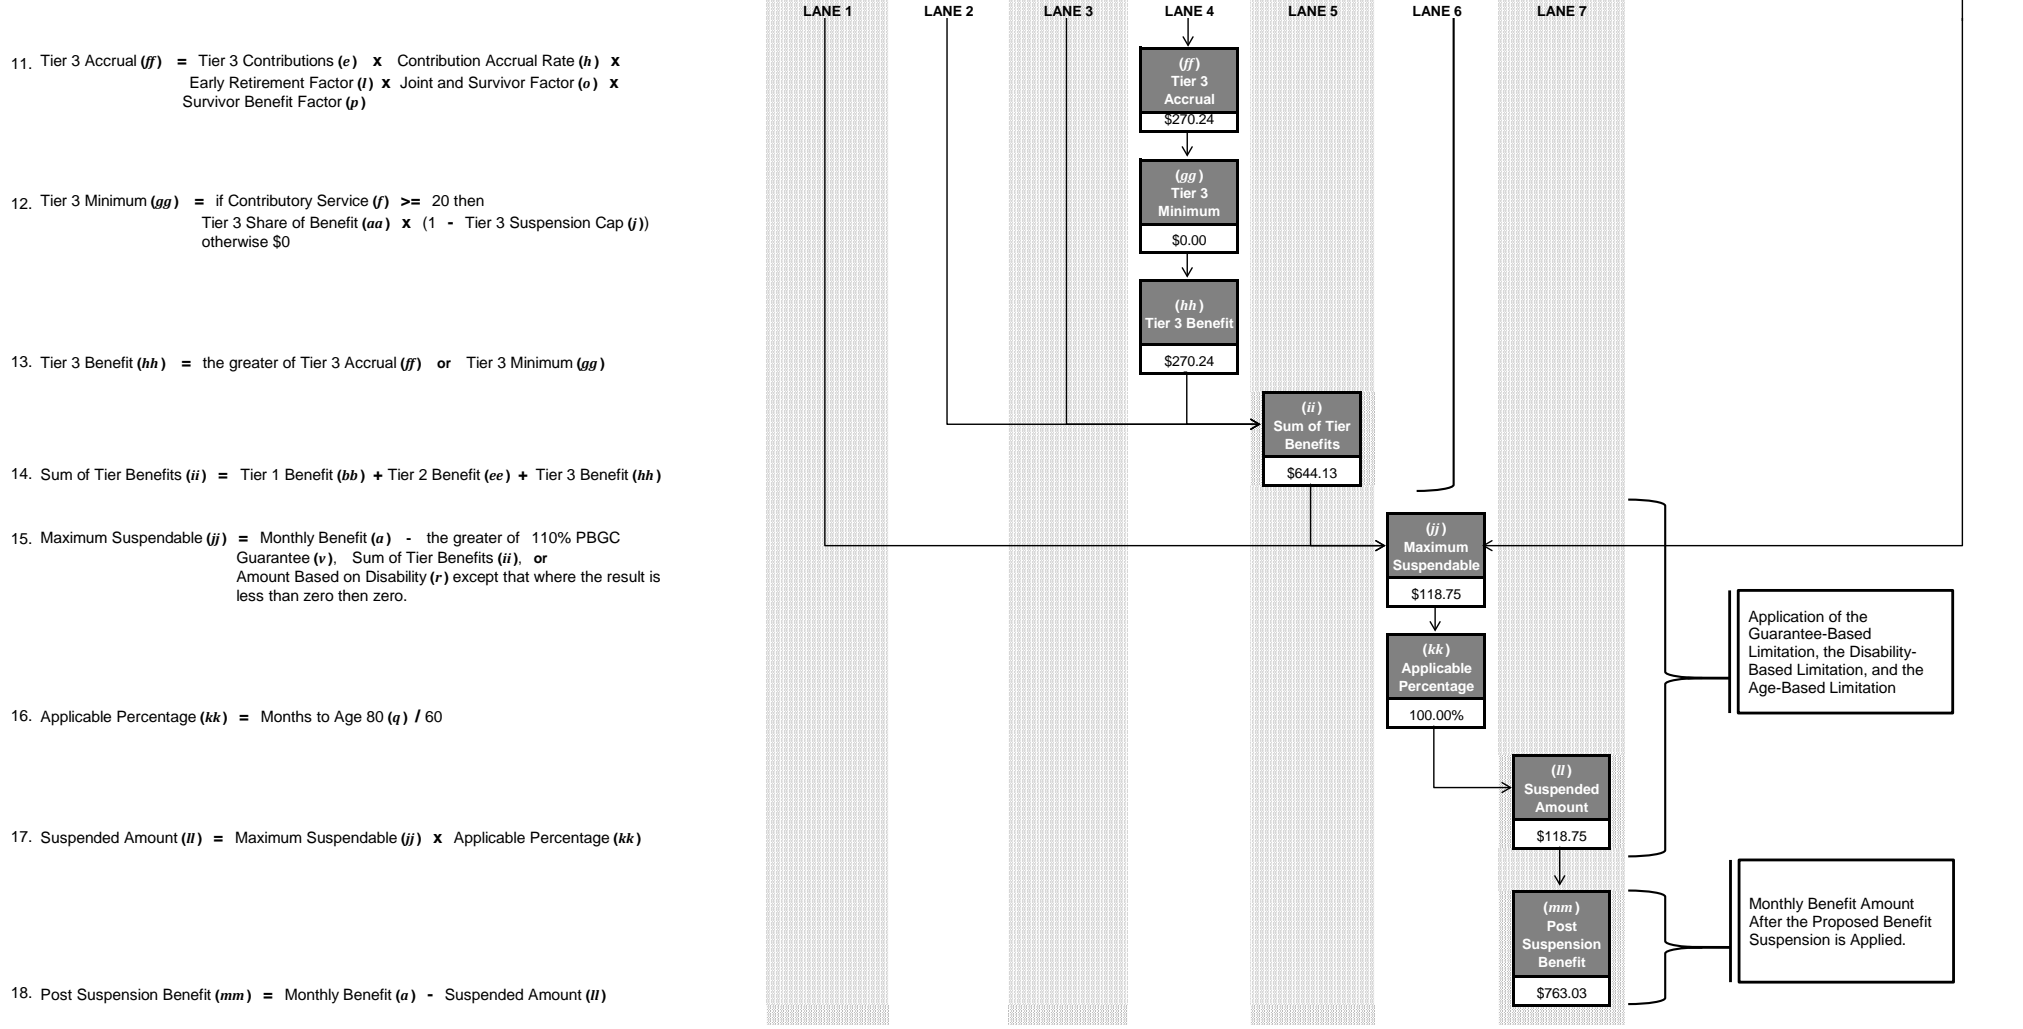 LANE 1 LANE 2 LANE 3 LANE 4 LANE 5 LANE 6 LANE 7
11. Tier 3 Accrual (ff) = Tier 3 Contributions (e) x Contribution Accrual Rate (h) x
Early Retirement Factor (l) x Joint and Survivor Factor (o) x
Survivor Benefit Factor (p)
(ff)
Tier 3
Accrual
$270.24
12. Tier 3 Minimum (gg) = if Contributory Service (f) >= 20 then
Tier 3 Share of Benefit (aa) x (1 - Tier 3 Suspension Cap (j))
otherwise $0
(gg)
Tier 3
Minimum
$0.00
(hh)
Tier 3 Benefit
$270.24
13. Tier 3 Benefit (hh) = the greater of Tier 3 Accrual (ff) or Tier 3 Minimum (gg)
(ii)
Sum of Tier
Benefits
$644.13
14. Sum of Tier Benefits (ii) = Tier 1 Benefit (bb) + Tier 2 Benefit (ee) + Tier 3 Benefit (hh)
15. Maximum Suspendable (jj) = Monthly Benefit (a) - the greater of 110% PBGC
Guarantee (v), Sum of Tier Benefits (ii), or
Amount Based on Disability (r) except that where the result is
less than zero then zero.
(jj)
Maximum
Suspendable
$118.75
Application of the
Guarantee-Based
Limitation, the Disability-
Based Limitation, and the
Age-Based Limitation
(kk)
Applicable
Percentage
100.00%
16. Applicable Percentage (kk) = Months to Age 80 (q) / 60
(ll)
Suspended
Amount
$118.75
17. Suspended Amount (ll) = Maximum Suspendable (jj) x Applicable Percentage (kk)
(mm)
Post
Suspension
Benefit
$763.03
Monthly Benefit Amount
After the Proposed Benefit
Suspension is Applied.
18. Post Suspension Benefit (mm) = Monthly Benefit (a) - Suspended Amount (ll)